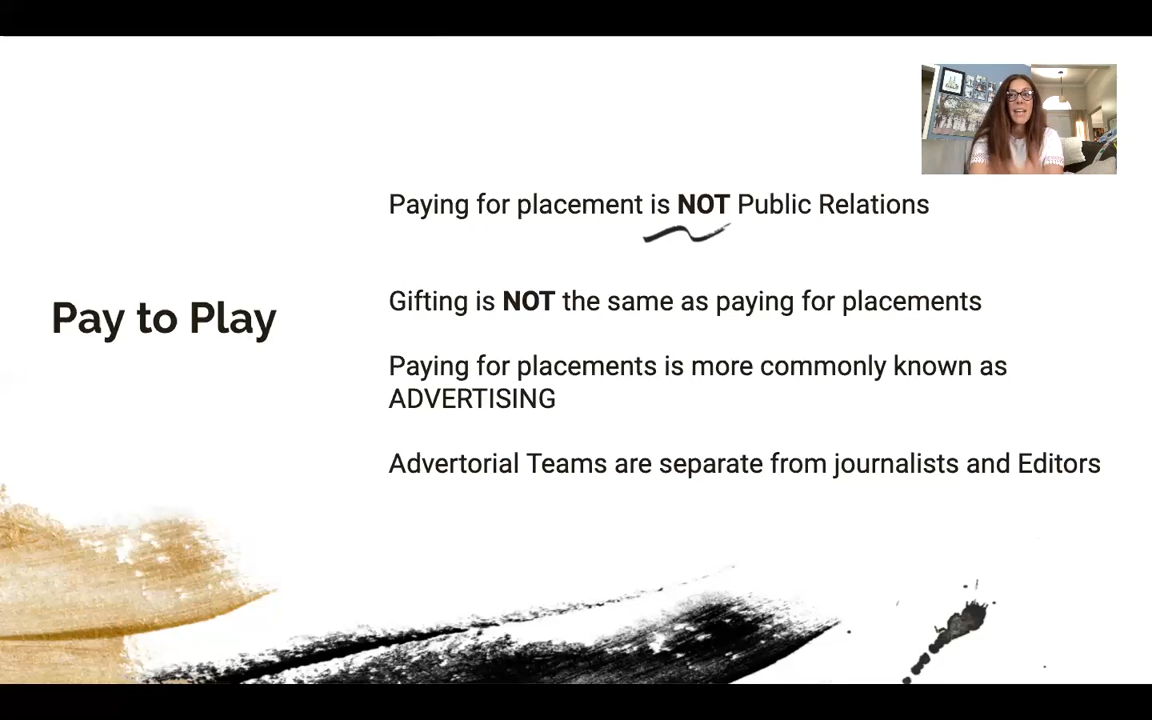 Paying for placement is NOT Public Relations
Pay to Play
Gifting is NOT the same as paying for placements
Paying for placements is more commonly known as
ADVERTISING
Advertorial Teams are separate from journalists and Editors